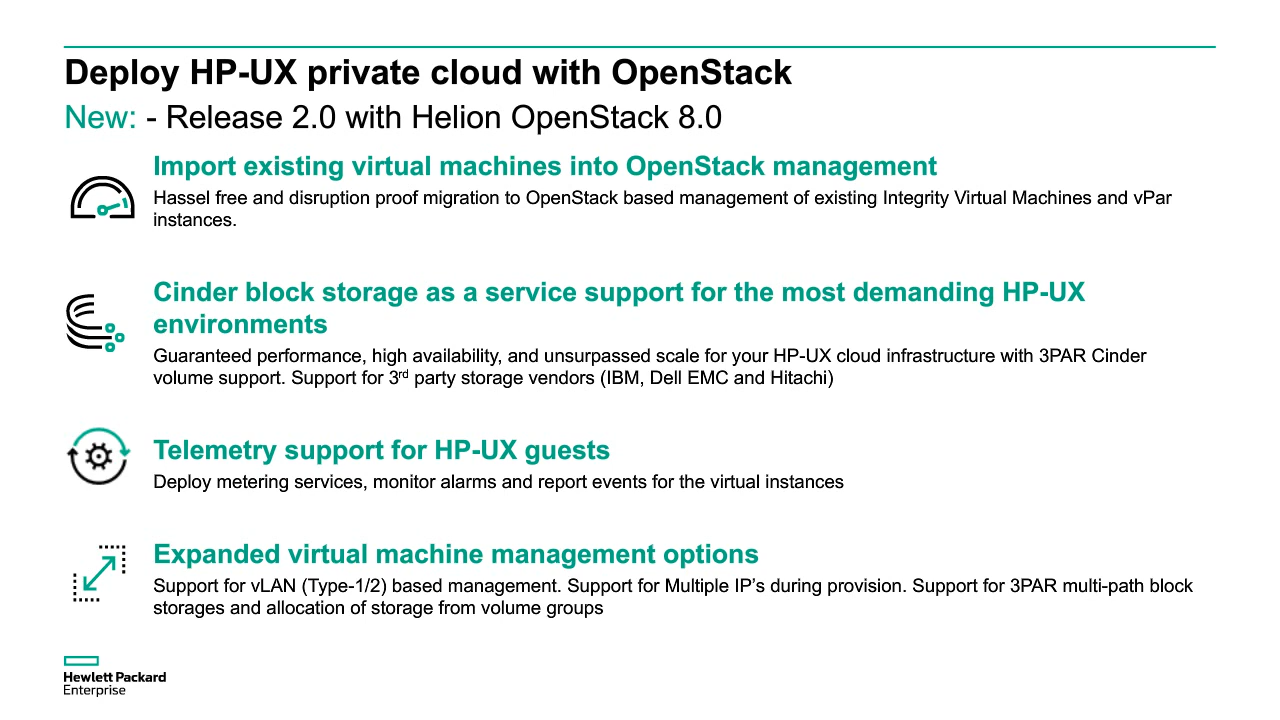 Deploy HP-UX private cloud with OpenStack
New: - Release 2.0 with Helion OpenStack 8.0
Import existing virtual machines into OpenStack management
Hassel free and disruption proof migration to OpenStack based management of existing Integrity Virtual Machines and vPar
instances.
Cinder block storage as a service support for the most demanding HP-UX
environments
Guaranteed performance, high availability, and unsurpassed scale for your HP-UX cloud infrastructure with 3PAR Cinder
volume support. Support for 3rd party storage vendors (IBM, Dell EMC and Hitachi)
Telemetry support for HP-UX guests
Deploy metering services, monitor alarms and report events for the virtual instances
Expanded virtual machine management options
Support for vLAN (Type-1/2) based management. Support for Multiple IP’s during provision. Support for 3PAR multi-path block
storages and allocation of storage from volume groups
Hewlett Packard
Enterprise